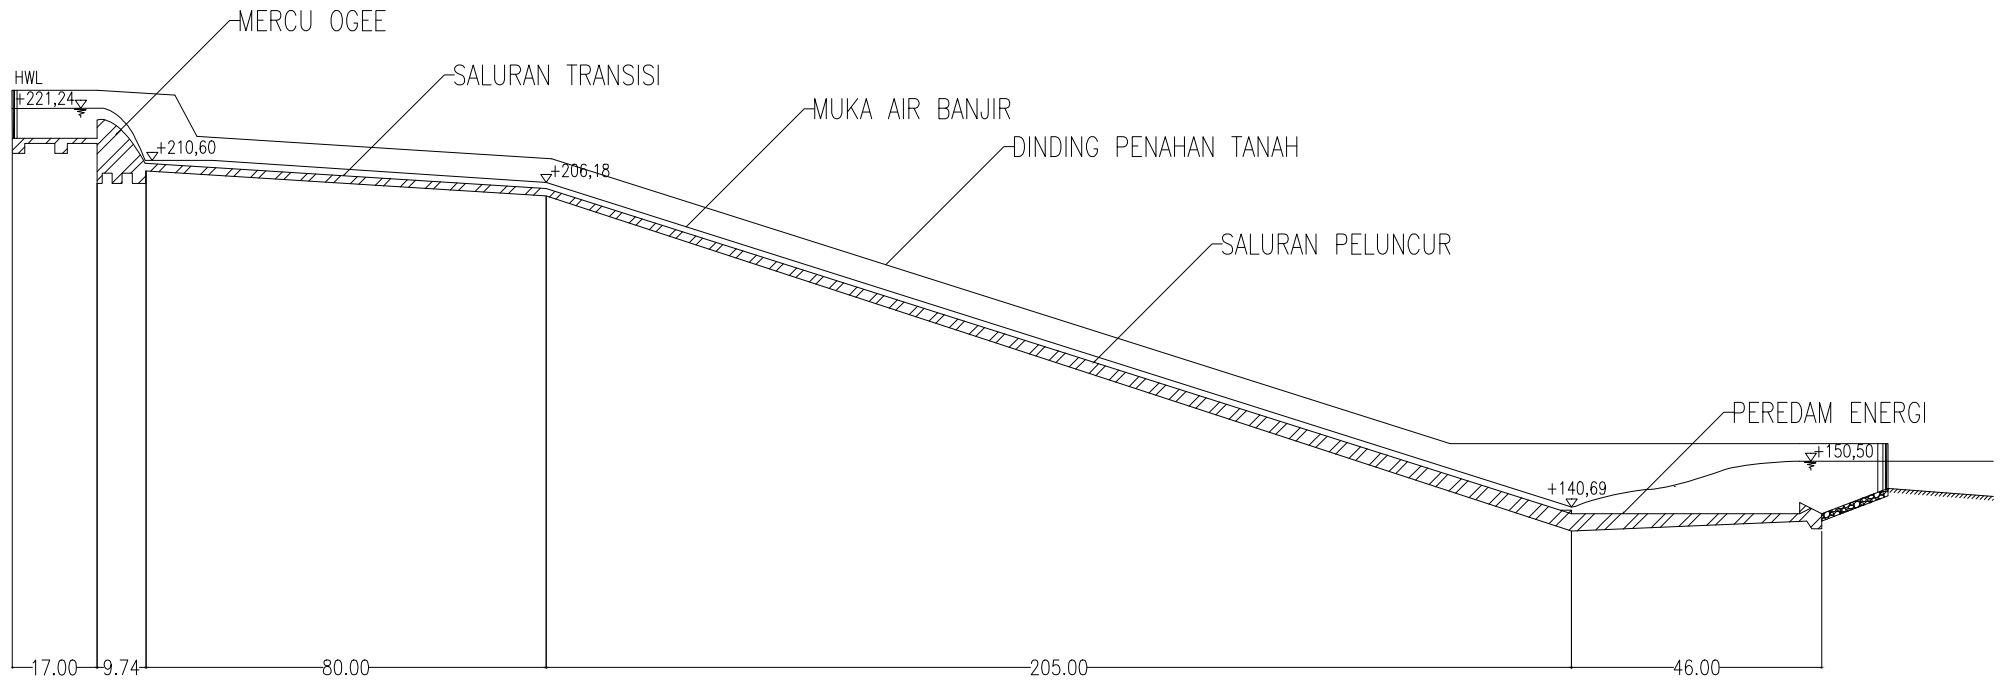 MERCU OGEE
SALURAN TRANSISI
HWL
+221,24
MUKA AIR BANJIR
+210,60
DINDING PENAHAN TANAH
+206,18
SALURAN PELUNCUR
PEREDAM ENERGI
+150,50
+140,69
17.00 9.74 80.00 205.00 46.00